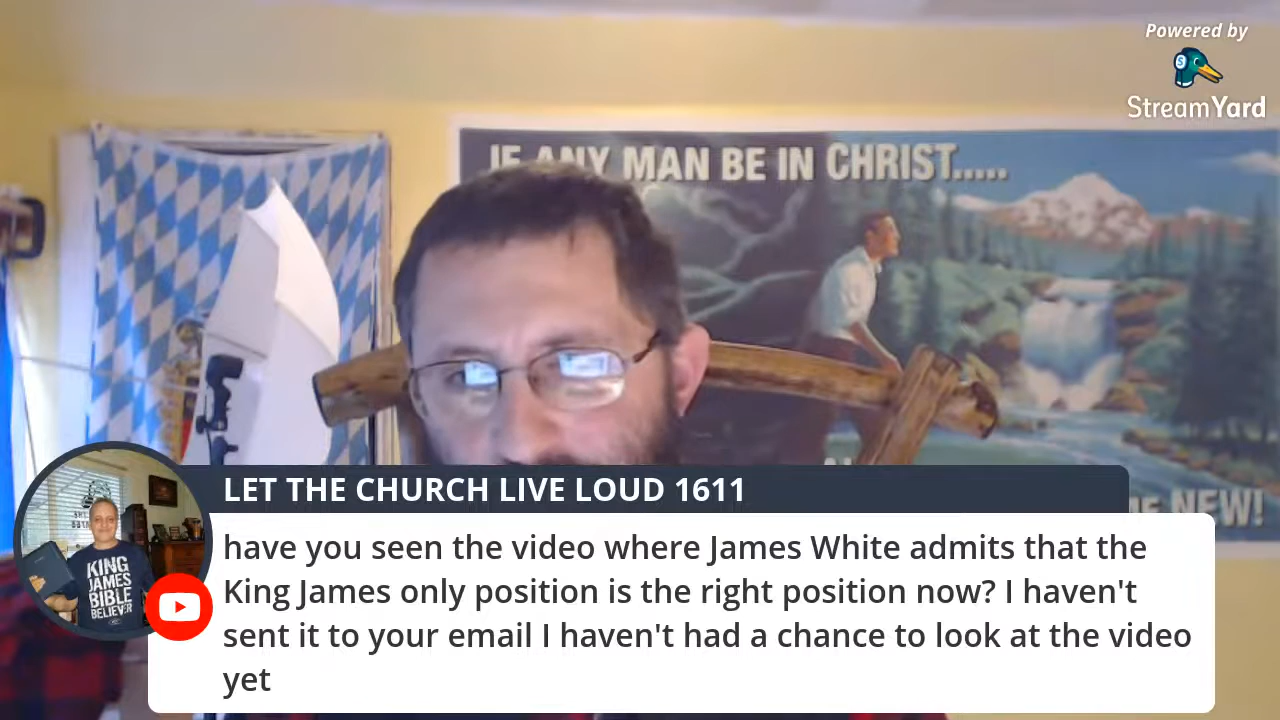 Powered by
StreamYard
IF ANY MAN BE IN CHRIST.....
NEW!
LET THE CHURCH LIVE LOUD 1611
have you seen the video where James White admits that the
King James only position is the right position now? I haven't
sent it to your email I haven't had a chance to look at the video
yet
KING
JAMES
BIBLE
BELIEVER